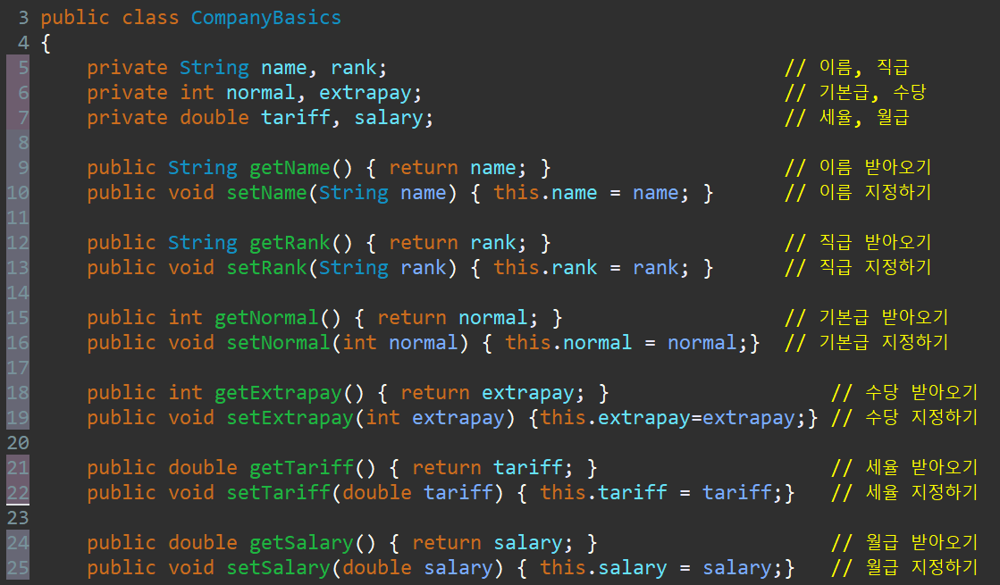 3 public class CompanyBasics
4 {
5 private String name, rank; // 이름, 직급
6 private int normal, extrapay; // 기본급, 수당
7 private double tariff, salary; // 세율, 월급
8
9 public String getName() { return name; } // 이름 받아오기
10 public void setName(String name) { this.name = name; } // 이름 지정하기
11
12 public String getRank() { return rank; } // 직급 받아오기
13 public void setRank(String rank) { this.rank = rank; } // 직급 지정하기
14
15 public int getNormal() { return normal; } // 기본급 받아오기
16 public void setNormal(int normal) { this.normal = normal;} // 기본급 지정하기
17
18 public int getExtrapay() { return extrapay; } // 수당 받아오기
19 public void setExtrapay(int extrapay) {this.extrapay=extrapay;} // 수당 지정하기
20
21 public double getTariff() { return tariff; } // 세율 받아오기
22 public void setTariff(double tariff) { this.tariff = tariff;} // 세율 지정하기
23
24 public double getSalary() { return salary; } // 월급 받아오기
25 public void setSalary(double salary) { this.salary = salary;} // 월급 지정하기